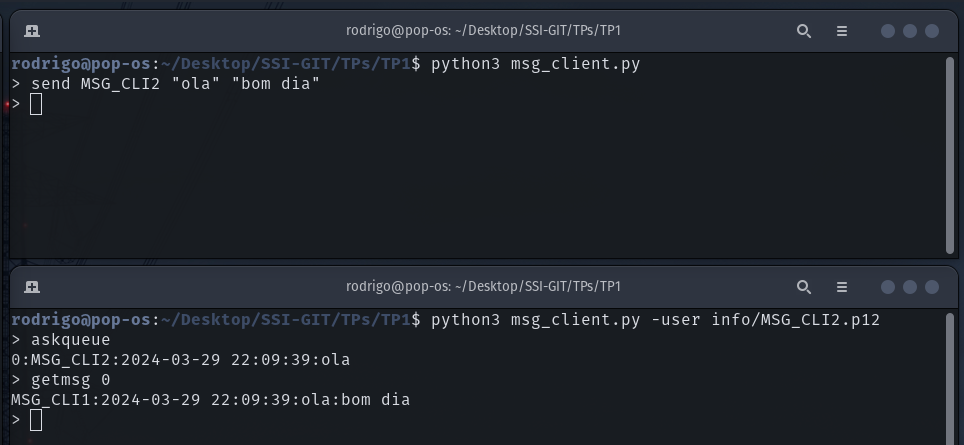 rodrigo@pop-os: ~/Desktop/SSI-GIT/TPs/TP1
rodrigo@pop-os:~/Desktop/SSI-GIT/TPs/TP1$ python3 msg_client.py
> send MSG_CLI2 "ola" "bom dia"
>
rodrigo@pop-os: ~/Desktop/SSI-GIT/TPs/TP1
rodrigo@pop-os:~/Desktop/SSI-GIT/TPs/TP1$ python3 msg_client.py -user info/MSG_CLI2.p12
> askqueue
0:MSG_CLI2:2024-03-29 22:09:39:ola
> getmsg 0
MSG_CLI1:2024-03-29 22:09:39:ola:bom dia
>